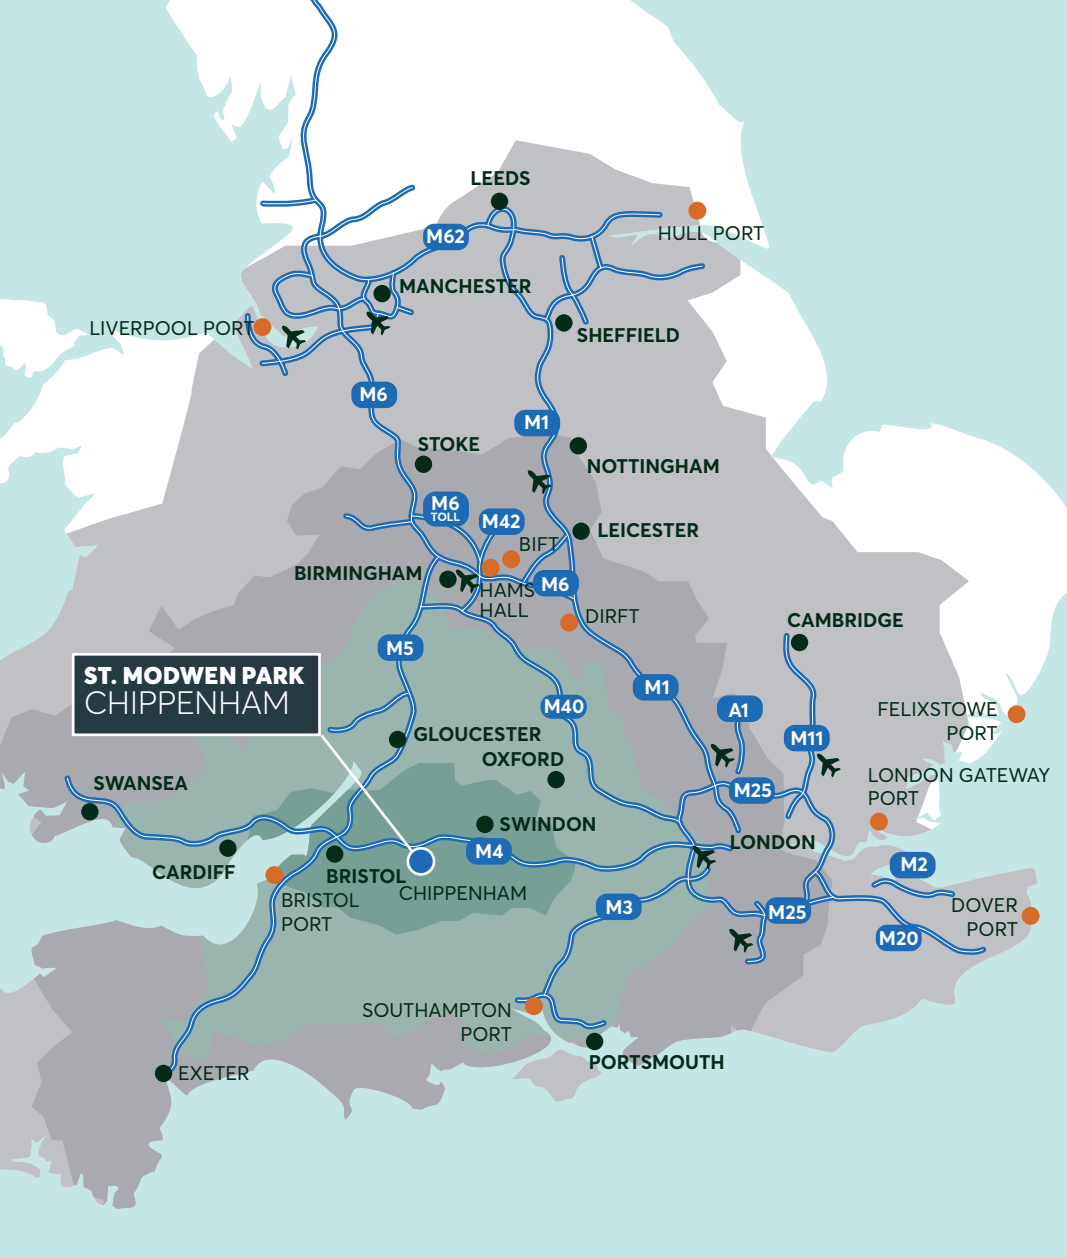 LEEDS
HULL PORT
M62
MANCHESTER
LIVERPOOL PORT
SHEFFIELD
M6
M1
STOKE
NOTTINGHAM
M6
TOLL
M42
LEICESTER
BIFT
BIRMINGHAM
HAMS
HALL
M6
DIRFT
CAMBRIDGE
M5
ST. MODWEN PARK
CHIPPENHAM
M1
M40
A1
FELIXSTOWE
PORT
M11
GLOUCESTER
OXFORD
SWANSEA
M25
LONDON GATEWAY
PORT
SWINDON
M4
LONDON
CARDIFF
BRISTOL
CHIPPENHAM
M2
BRISTOL
PORT
M3
M25
DOVER
PORT
M20
SOUTHAMPTON
PORT
PORTSMOUTH
EXETER